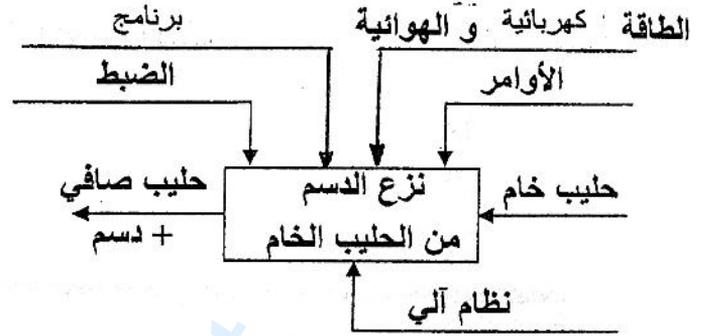 برنامج
الطاقة كهربائية و الهوائية
الضبط
الأوامر
حليب خام
نزع الدسم
من الحليب الخام
حليب صافي
+ دسم
نظام آلي